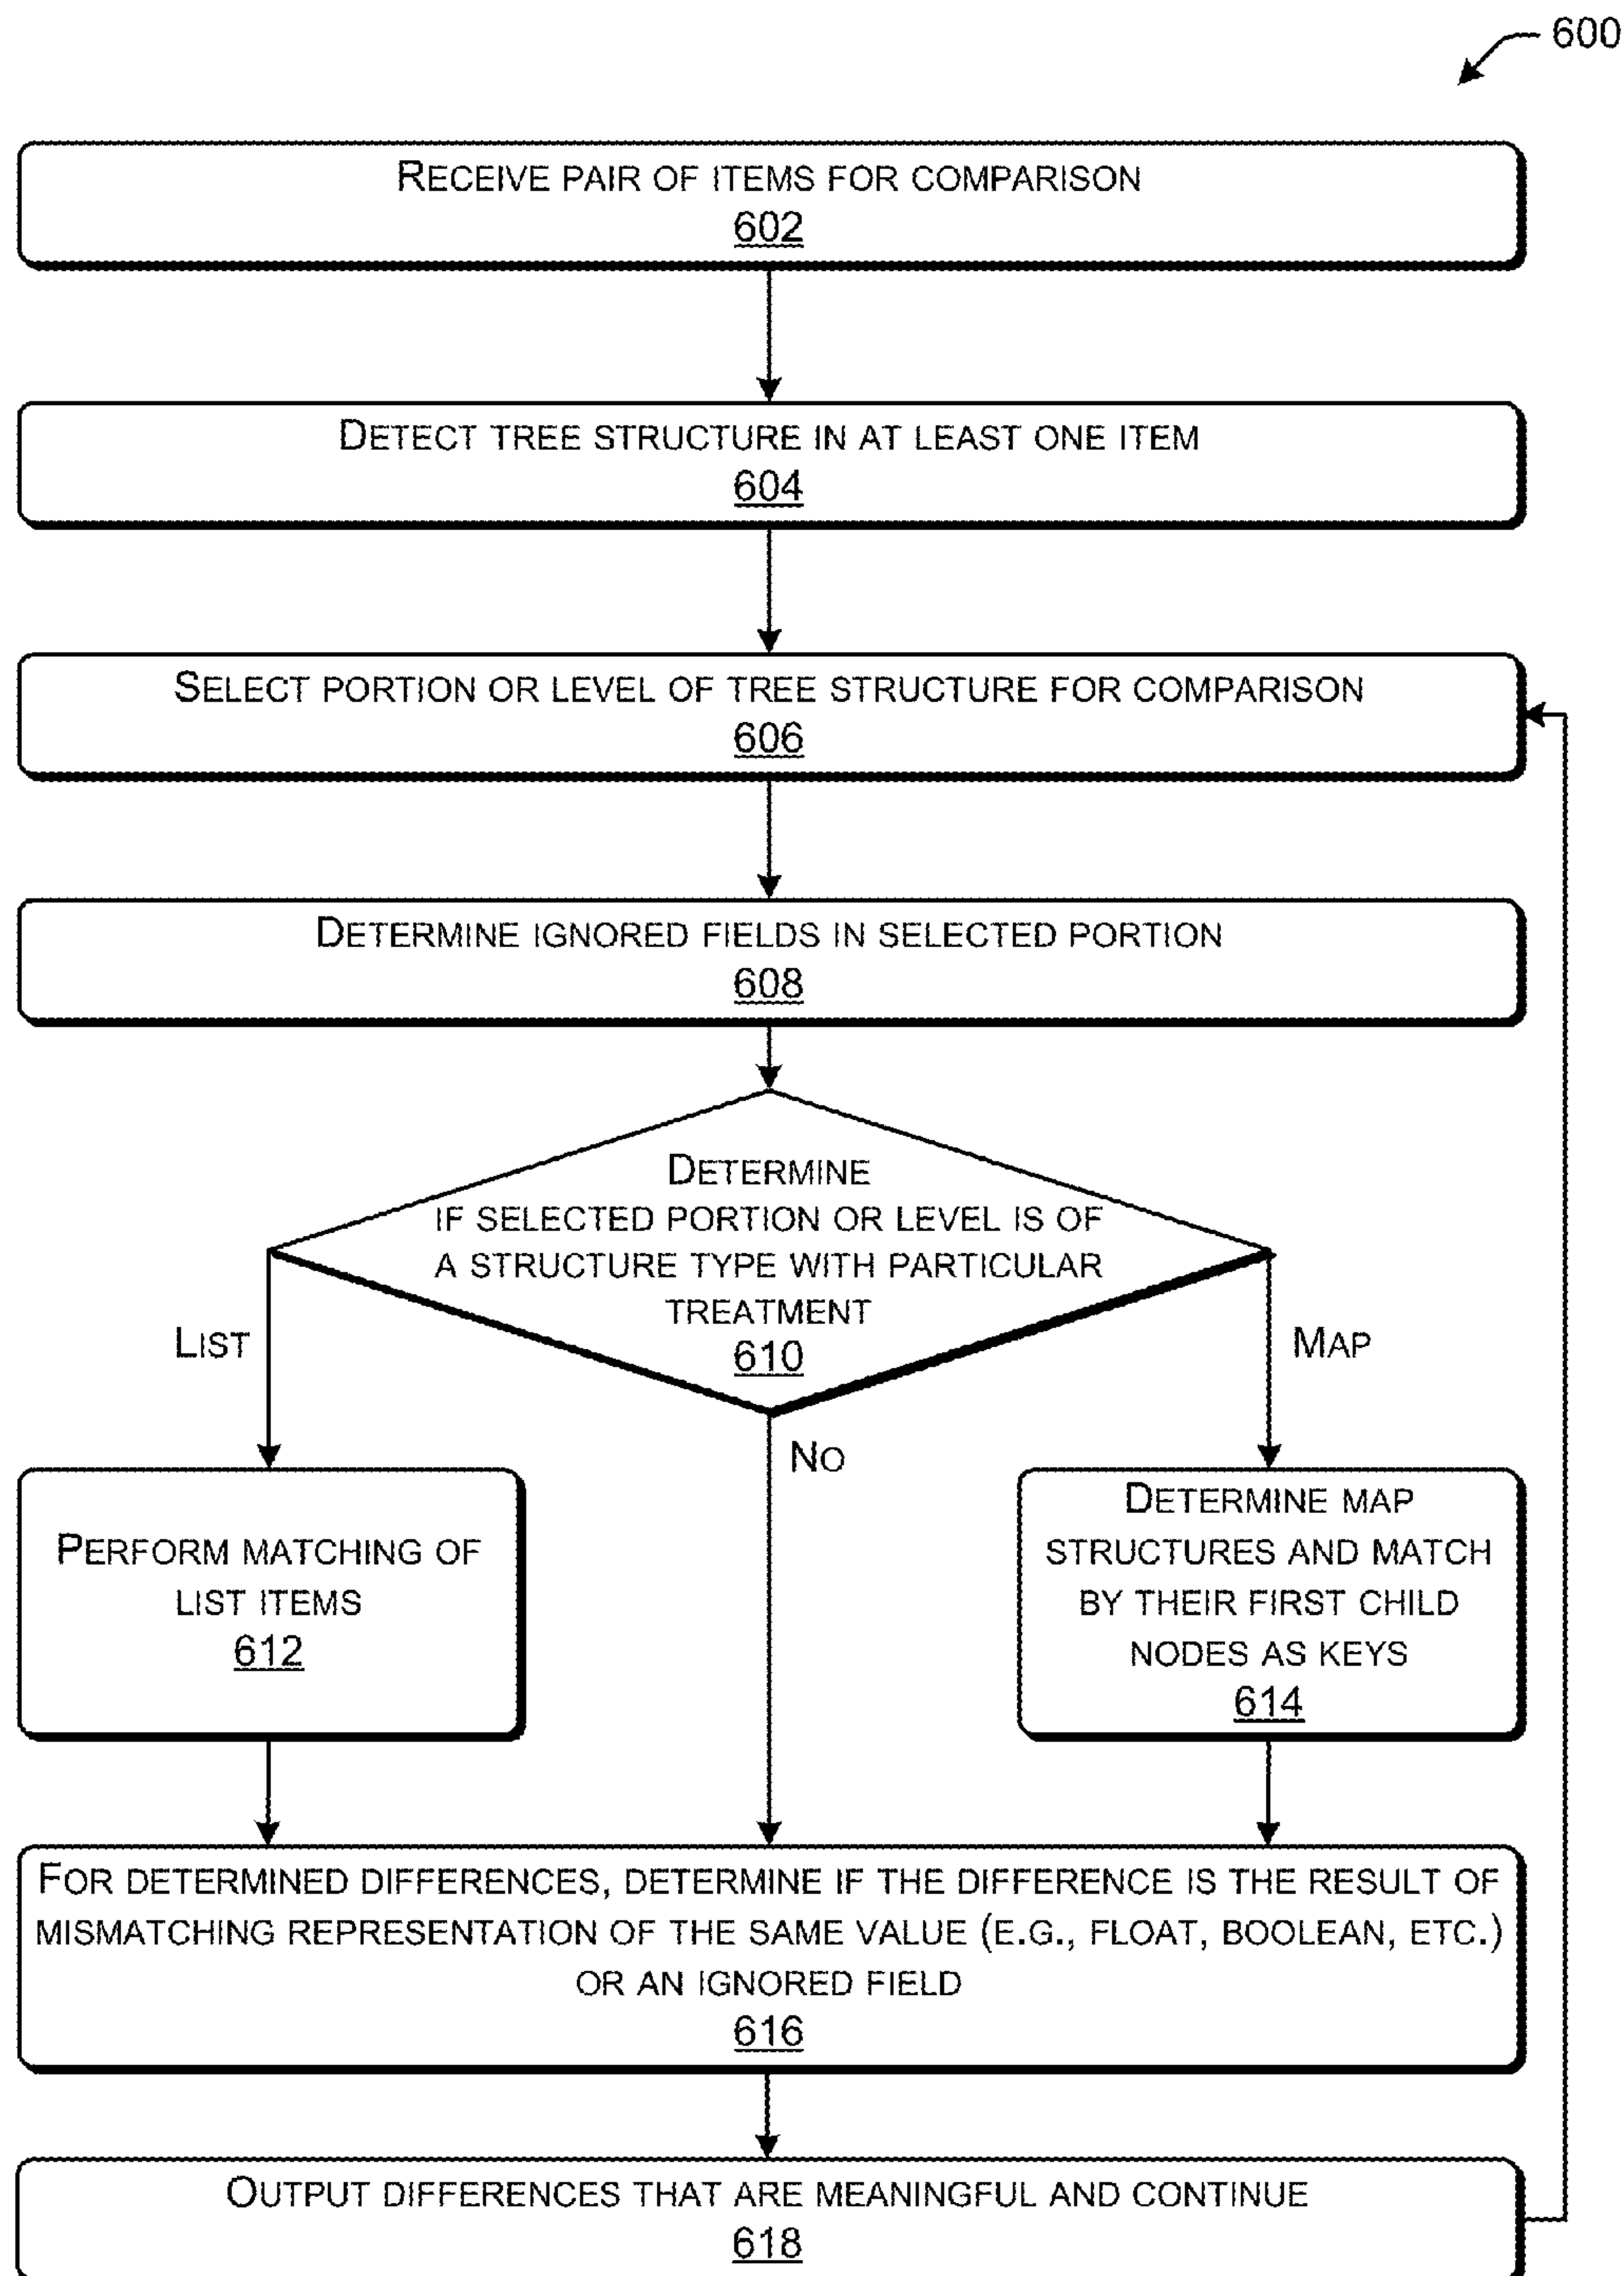 600
RECEIVE PAIR OF ITEMS FOR COMPARISON
602
DETECT TREE STRUCTURE IN AT LEAST ONE ITEM
604
SELECT PORTION OR LEVEL OF TREE STRUCTURE FOR COMPARISON
606
DETERMINE IGNORED FIELDS IN SELECTED PORTION
608
DETERMINE
IF SELECTED PORTION OR LEVEL IS OF
A STRUCTURE TYPE WITH PARTICULAR
TREATMENT
610
LIST
MAP
NO
PERFORM MATCHING OF
LIST ITEMS
612
DETERMINE MAP
STRUCTURES AND MATCH
BY THEIR FIRST CHILD
NODES AS KEYS
614
FOR DETERMINED DIFFERENCES, DETERMINE IF THE DIFFERENCE IS THE RESULT OF
MISMATCHING REPRESENTATION OF THE SAME VALUE (E.G., FLOAT, BOOLEAN, ETC.)
OR AN IGNORED FIELD
616
OUTPUT DIFFERENCES THAT ARE MEANINGFUL AND CONTINUE
618